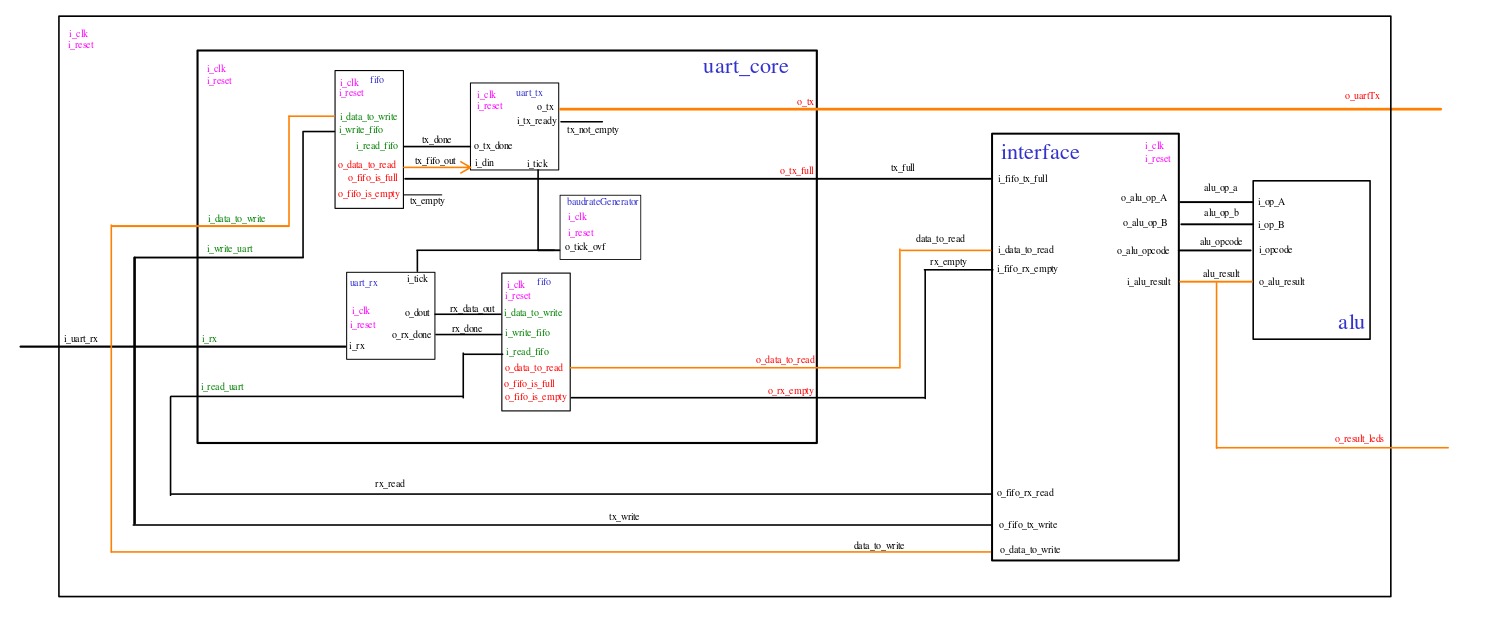 i_clk
i_reset
uart_core
i_clk
i_reset
fifo
i_clk
i_reset
i_data_to_write
i_write_fifo
i_read_fifo
o_data_to_read
o_fifo_is_full
o_fifo_is_empty
tx_done
tx_fifo_out
tx_empty
uart_tx
i_clk
i_reset
o_tx
i_tx_ready
o_tx_done
i_din
i_tick
tx_not_empty
o_tx
o_uartTx
o_tx_full
tx_full
baudrateGenerator
i_clk
i_reset
o_tick_ovf
i_data_to_write
i_write_uart
uart_rx
i_tick
i_clk
i_reset
o_dout
o_rx_done
i_rx
rx_data_out
rx_done
fifo
i_clk
i_reset
i_data_to_write
i_write_fifo
i_read_fifo
o_data_to_read
o_fifo_is_full
o_fifo_is_empty
i_uart_rx
i_rx
i_read_uart
o_data_to_read
o_rx_empty
data_to_read
rx_empty
interface
i_clk
i_reset
i_fifo_tx_full
o_alu_op_A
o_alu_op_B
i_data_to_read
o_alu_opcode
i_fifo_rx_empty
i_alu_result
o_fifo_rx_read
o_fifo_tx_write
o_data_to_write
alu_op_a
alu_op_b
alu_opcode
alu_result
i_op_A
i_op_B
i_opcode
o_alu_result
alu
o_result_leds
rx_read
tx_write
data_to_write